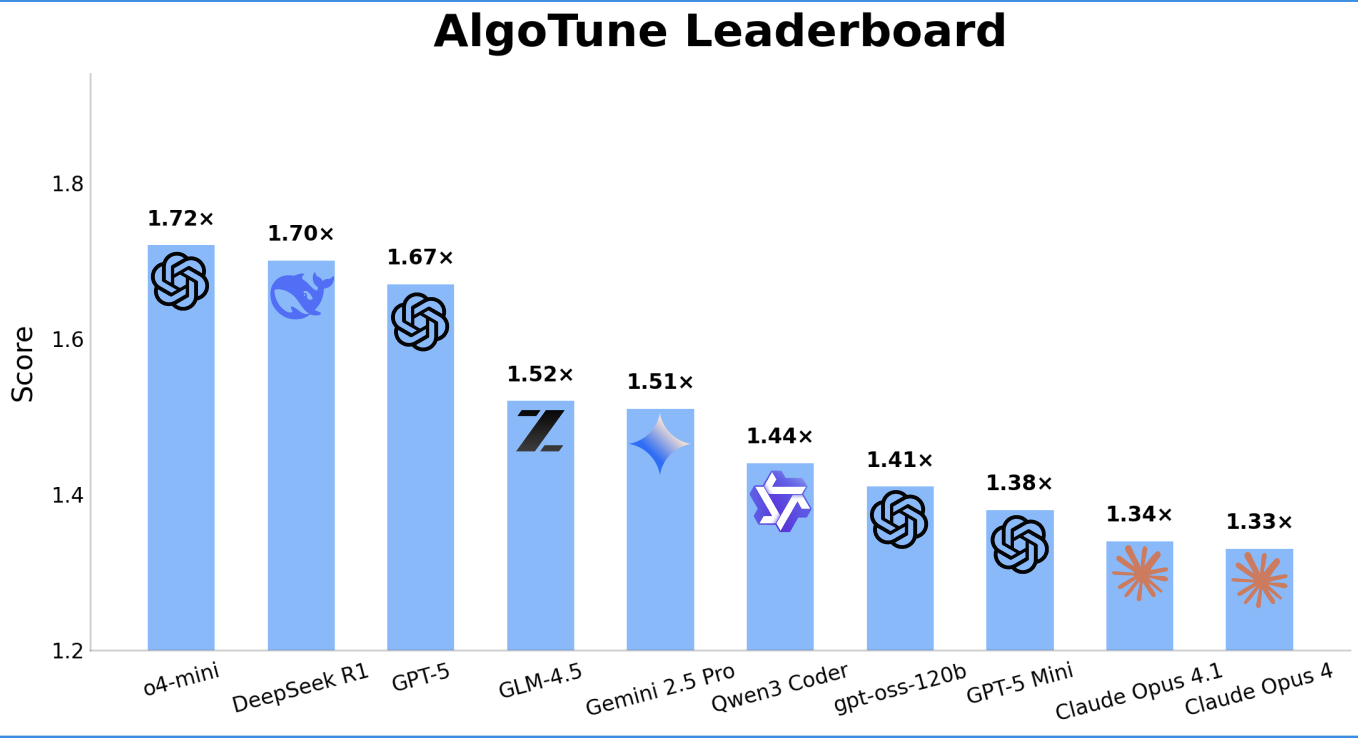 AlgoTune Leaderboard
Score
1.8
1.6
1.4
1.2
1.72×
1.70×
1.67×
1.52×
1.51×
1.44×
1.41×
1.38×
1.34×
1.33×
o4-mini
DeepSeek R1
GPT-5
GLM-4.5
Gemini 2.5 Pro
Qwen3 Coder
gpt-oss-120b
GPT-5 Mini
Claude Opus 4.1
Claude Opus 4